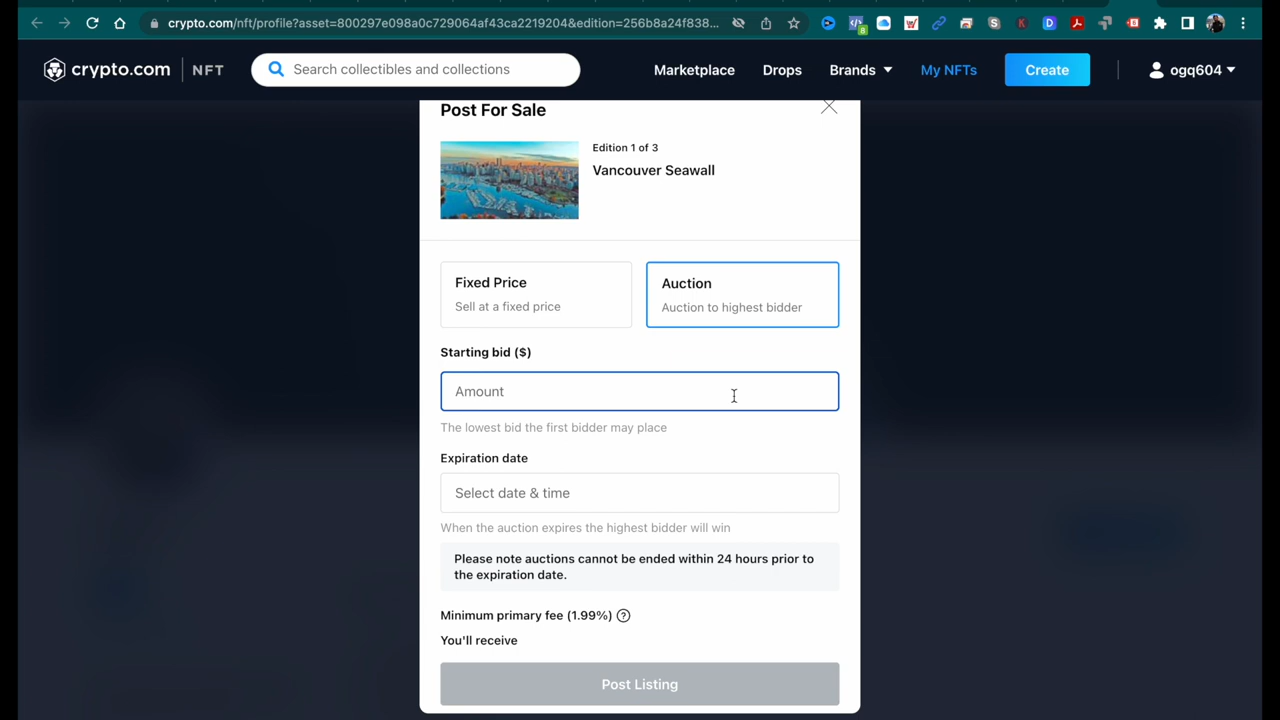 crypto.com/nft/profile?asset=800297e098a0c729064af43ca2219204&edition=256b8a24f838...
8
crypto.com | NFT
Search collectibles and collections
Marketplace
Drops
Brands
My NFTs
Create
ogq604
Post For Sale
Edition 1 of 3
Vancouver Seawall
Fixed Price
Sell at a fixed price
Auction
Auction to highest bidder
Starting bid ($)
Amount
The lowest bid the first bidder may place
Expiration date
Select date & time
When the auction expires the highest bidder will win
Please note auctions cannot be ended within 24 hours prior to
the expiration date.
Minimum primary fee (1.99%) ?
You'll receive
Post Listing